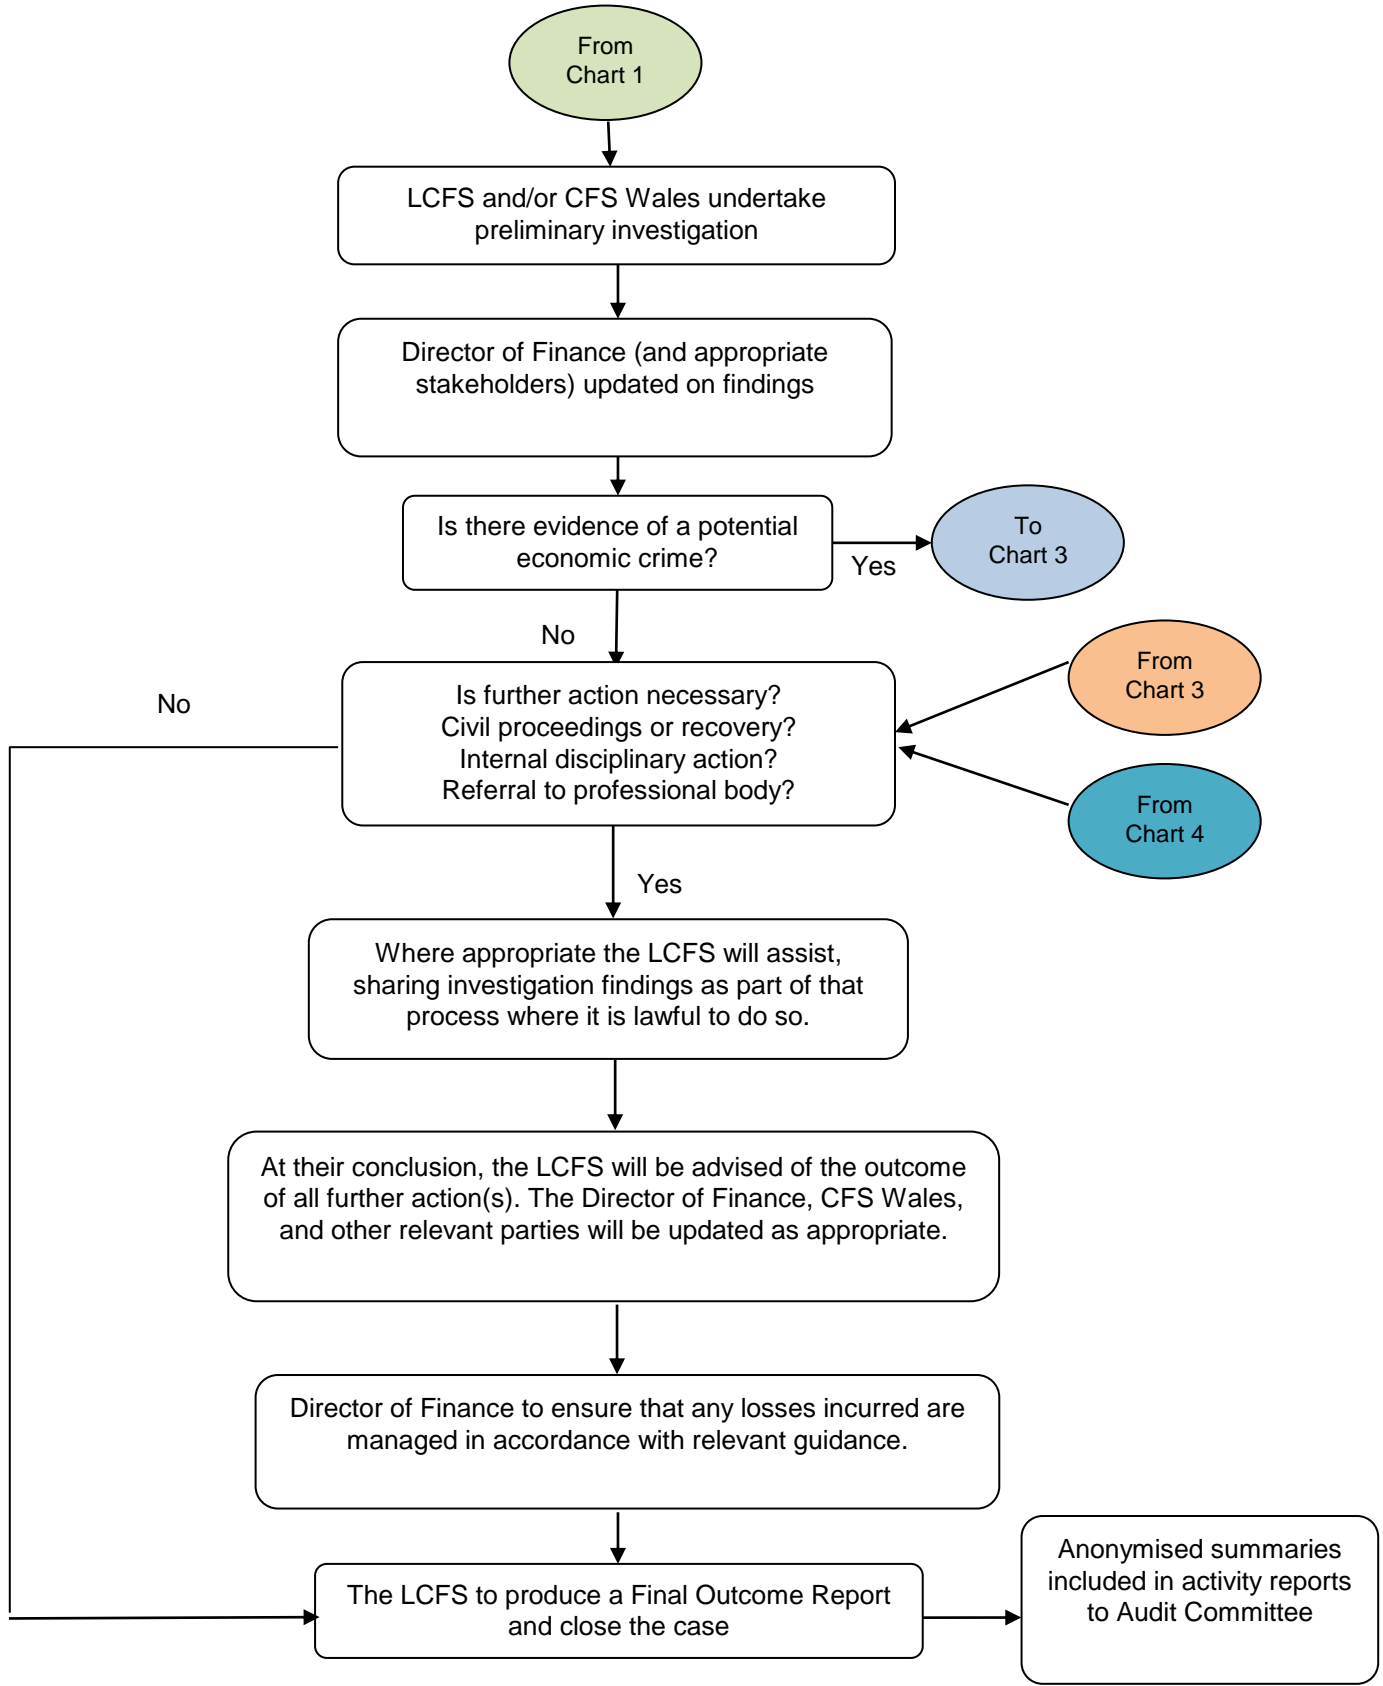 From
Chart 1
LCFS and/or CFS Wales undertake
preliminary investigation
Director of Finance (and appropriate
stakeholders) updated on findings
Is there evidence of a potential
economic crime?
Yes
To
Chart 3
No
From
Chart 3
No
Is further action necessary?
Civil proceedings or recovery?
Internal disciplinary action?
Referral to professional body?
From
Chart 4
Yes
Where appropriate the LCFS will assist,
sharing investigation findings as part of that
process where it is lawful to do so.
At their conclusion, the LCFS will be advised of the outcome
of all further action(s). The Director of Finance, CFS Wales,
and other relevant parties will be updated as appropriate.
Director of Finance to ensure that any losses incurred are
managed in accordance with relevant guidance.
The LCFS to produce a Final Outcome Report
and close the case
Anonymised summaries
included in activity reports
to Audit Committee